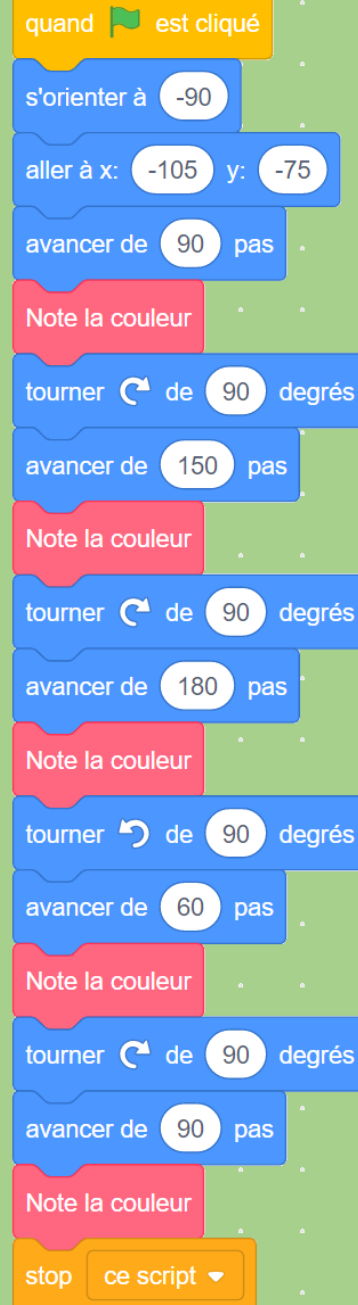 quand est cliqué
s'orienter à -90
aller à x: -105 y: -75
avancer de 90 pas
Note la couleur
tourner de 90 degrés
avancer de 150 pas
Note la couleur
tourner de 90 degrés
avancer de 180 pas
Note la couleur
tourner de 90 degrés
avancer de 60 pas
Note la couleur
tourner de 90 degrés
avancer de 90 pas
Note la couleur
stop ce script